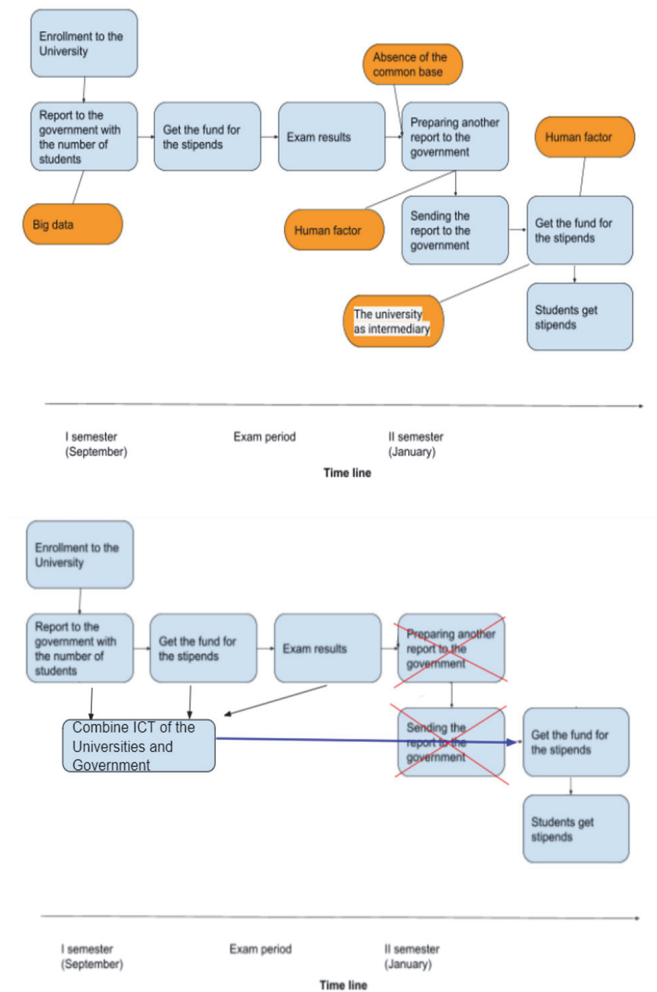 Enrollment to the
University
Absence of the
common base
Report to the
government with
the number of
students
Get the fund for
the stipends
Exam results
Preparing another
report to the
government
Human factor
Big data
Human factor
Sending the
report to the
government
Get the fund for
the stipends
The university
as intermediary
Students get
stipends
I semester
(September)
Exam period
II semester
(January)
Time line
Enrollment to the
University
Report to the
government with
the number of
students
Get the fund for
the stipends
Exam results
Preparing another
report to the
government
Combine ICT of the
Universities and
Government
Sending the
report to the
government
Get the fund for
the stipends
Students get
stipends
I semester
(September)
Exam period
II semester
(January)
Time line